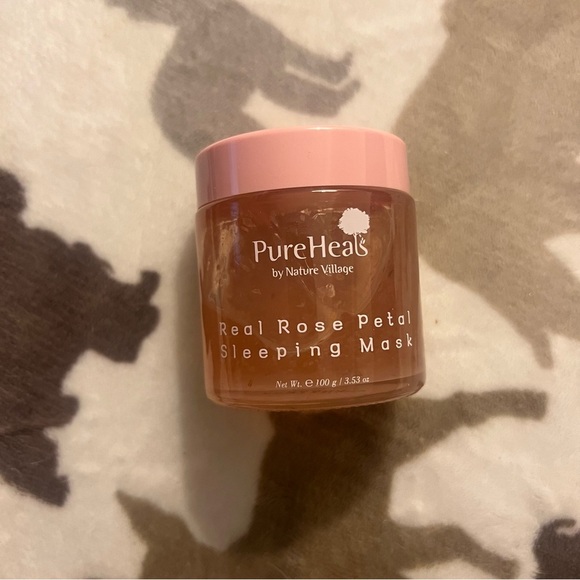 PureHeals
by Nature Village
Real Rose Petal
Sleeping Mask
Net Wt. ℮ 100 g / 3.53 oz